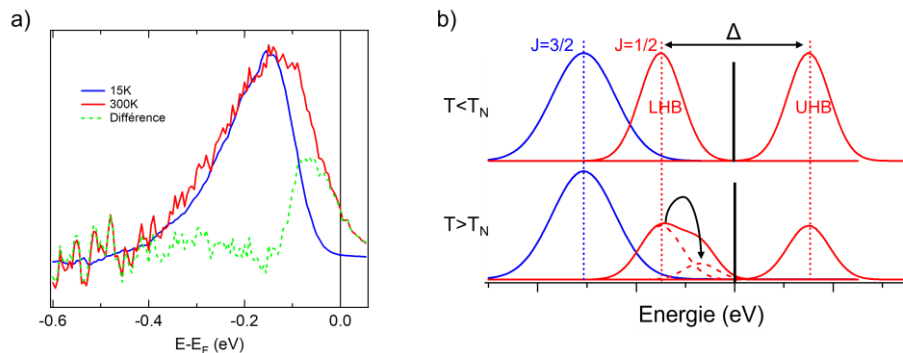 a)
15K
300K
Différence
-0.6
-0.4
-0.2
0.0
E-E_F (eV)
b)
Δ
J=3/2
J=1/2
T<T_N
LHB
UHB
T>T_N
Energie (eV)